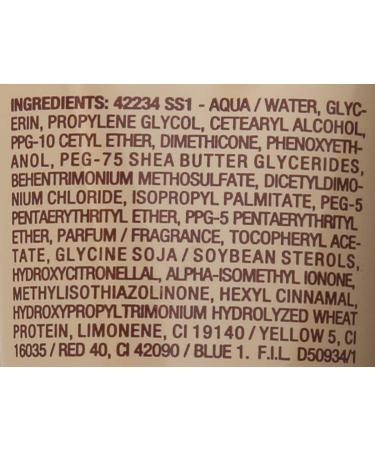 INGREDIENTS: 42234 SS1 - AQUA / WATER, GLYC-
ERIN, PROPYLENE GLYCOL, CETEARYL ALCOHOL,
PPG-10 CETYL ETHER, DIMETHICONE, PHENOXYETH-
ANOL, PEG-75 SHEA BUTTER GLYCERIDES,
BEHENTRIMONIUM METHOSULFATE, DICETYLDIMO-
NIUM CHLORIDE, ISOPROPYL PALMITATE, PEG-5
PENTAERYTHRITYL ETHER, PPG-5 PENTAERYTHRITYL
ETHER, PARFUM / FRAGRANCE, TOCOPHERYL ACE-
TATE, GLYCINE SOJA / SOYBEAN STEROLS,
HYDROXYCITRONELLAL, ALPHA-ISOMETHYL IONONE,
METHYLISOTHIAZOLINONE, HEXYL CINNAMAL,
HYDROXYPROPYLTRIMONIUM HYDROLYZED WHEAT
PROTEIN, LIMONENE, CI 19140 / YELLOW 5, CI
16035 / RED 40, CI 42090 / BLUE 1. F.I.L. D50934/1